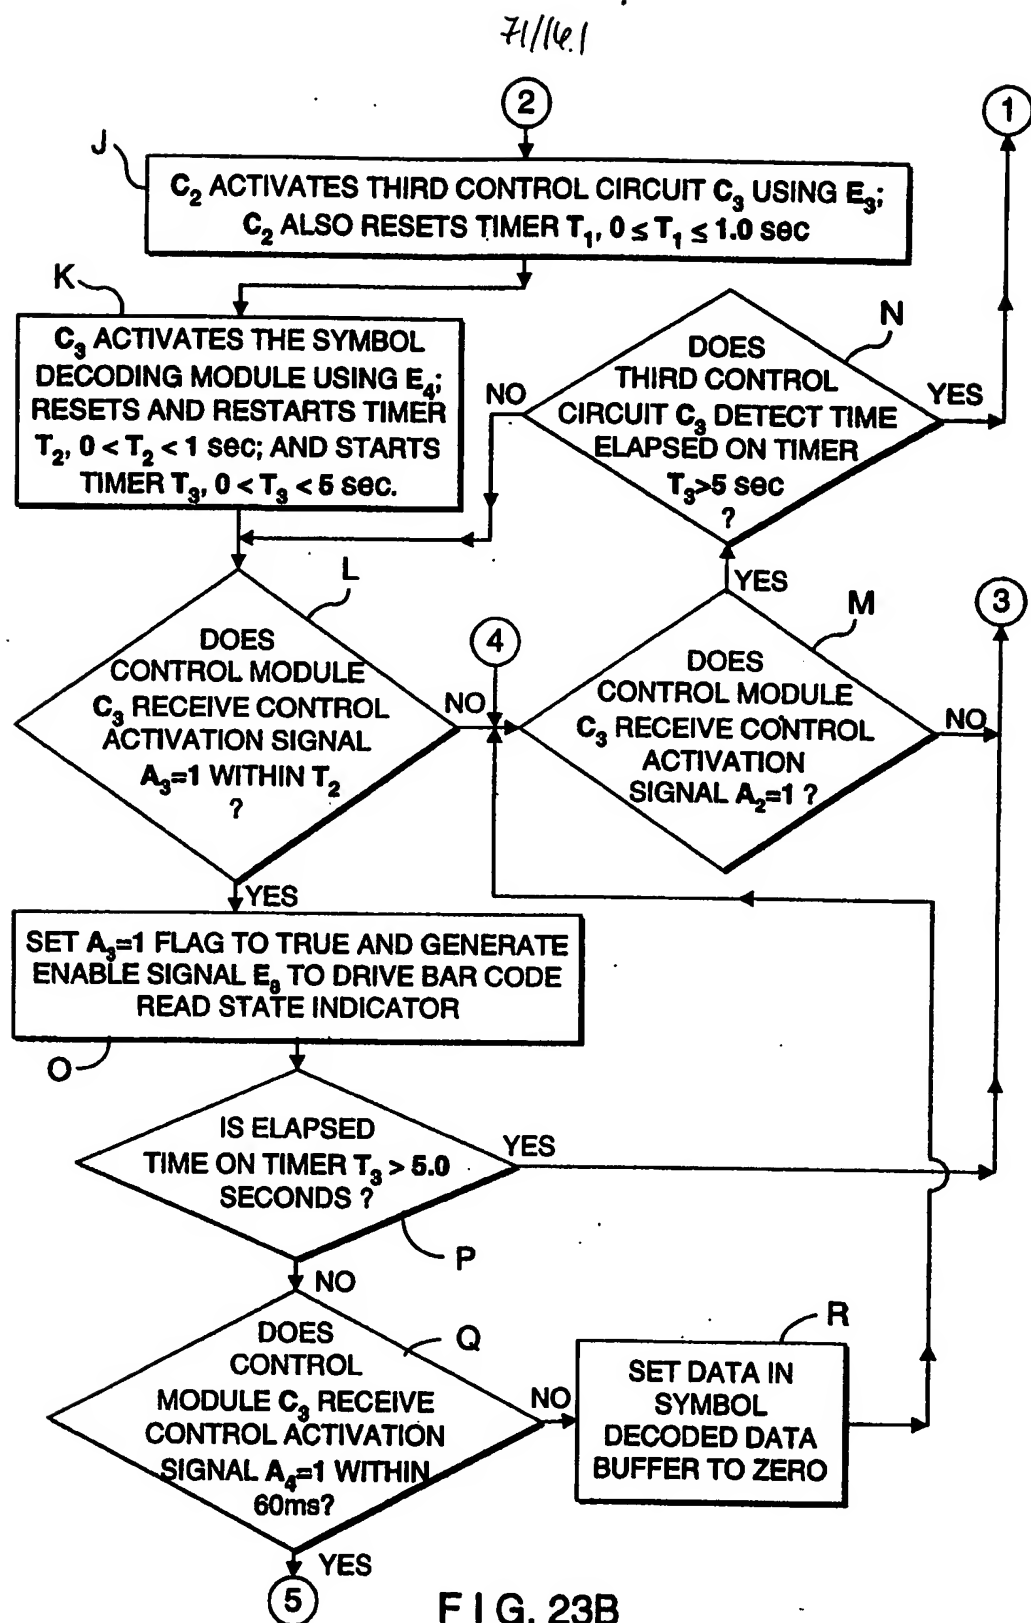 71/161
2
1
J
C₂ ACTIVATES THIRD CONTROL CIRCUIT C₃ USING E₃;
C₂ ALSO RESETS TIMER T₁, 0 ≤ T₁ ≤ 1.0 sec
K
C₃ ACTIVATES THE SYMBOL
DECODING MODULE USING E₄;
RESETS AND RESTARTS TIMER
T₂, 0 < T₂ < 1 sec; AND STARTS
TIMER T₃, 0 < T₃ < 5 sec.
N
DOES
THIRD CONTROL
CIRCUIT C₃ DETECT TIME
ELAPSED ON TIMER
T₃>5 sec
?
NO
YES
L
DOES
CONTROL MODULE
C₃ RECEIVE CONTROL
ACTIVATION SIGNAL
A₃=1 WITHIN T₂
?
NO
YES
4
M
DOES
CONTROL MODULE
C₃ RECEIVE CONTROL
ACTIVATION
SIGNAL A₂=1 ?
YES
NO
3
SET A₃=1 FLAG TO TRUE AND GENERATE
ENABLE SIGNAL E₈ TO DRIVE BAR CODE
READ STATE INDICATOR
O
IS ELAPSED
TIME ON TIMER T₃ > 5.0
SECONDS ?
YES
P
NO
DOES
CONTROL
MODULE C₃ RECEIVE
CONTROL ACTIVATION
SIGNAL A₄=1 WITHIN
60ms?
Q
NO
R
SET DATA IN
SYMBOL
DECODED DATA
BUFFER TO ZERO
YES
5
FIG. 23B